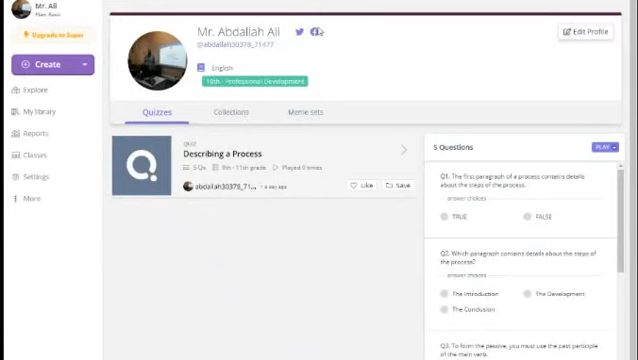 Mr. Ali
Plan: Basic
Upgrade to Super
Create
Explore
My library
Reports
Classes
Settings
More
Mr. Abdallah Ali
English
10th - Professional Development
Edit Profile
Quizzes
Collections
Meme sets
QUIZ
Describing a Process
5 Qs
9th - 11th grade
Played 0 times
abdallah30378_71...
a day ago
Like
Save
5 Questions
PLAY
Q1. The first paragraph of a process contains details
about the steps of the process.
answer choices
TRUE
FALSE
Q2. Which paragraph contains details about the steps of
the process?
answer choices
The Introduction
The Development
The Conclusion
Q3. To form the passive, you must use the past participle
of the main verb.